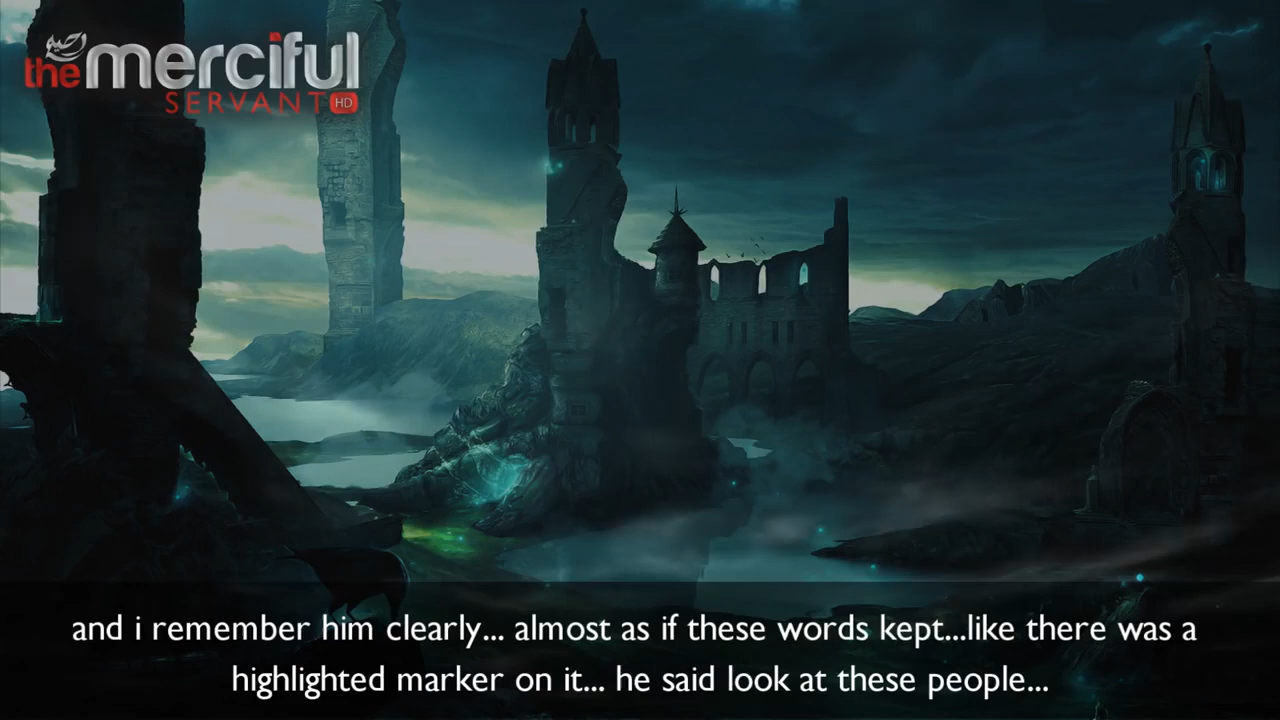 the merciful
SERVANT HD
and i remember him clearly... almost as if these words kept...like there was a
highlighted marker on it... he said look at these people...